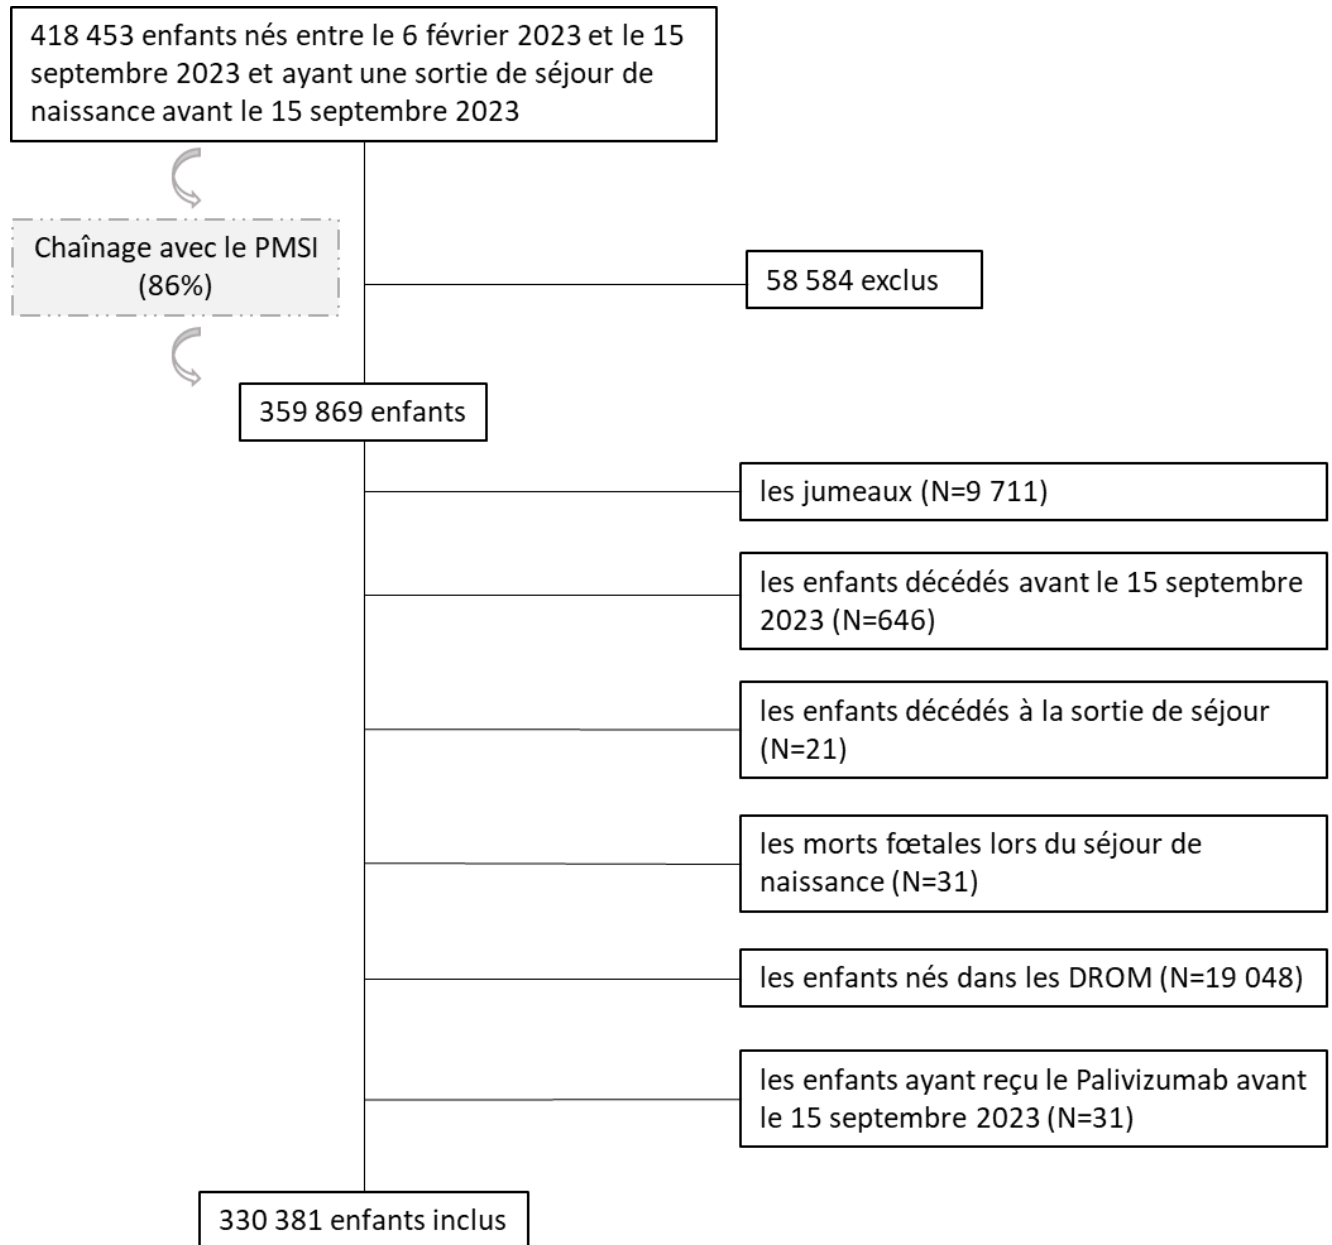 418 453 enfants nés entre le 6 février 2023 et le 15
septembre 2023 et ayant une sortie de séjour de
naissance avant le 15 septembre 2023
Chaînage avec le PMSI
(86%)
58 584 exclus
359 869 enfants
les jumeaux (N=9 711)
les enfants décédés avant le 15 septembre
2023 (N=646)
les enfants décédés à la sortie de séjour
(N=21)
les morts fœtales lors du séjour de
naissance (N=31)
les enfants nés dans les DROM (N=19 048)
les enfants ayant reçu le Palivizumab avant
le 15 septembre 2023 (N=31)
330 381 enfants inclus